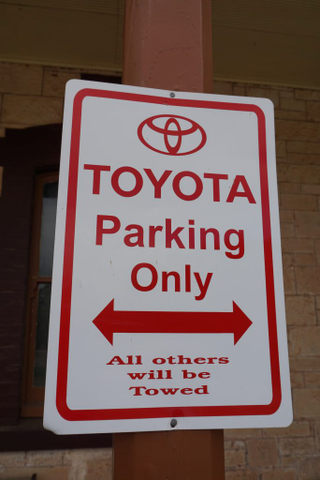 TOYOTA
Parking
Only
All others
will be
Towed